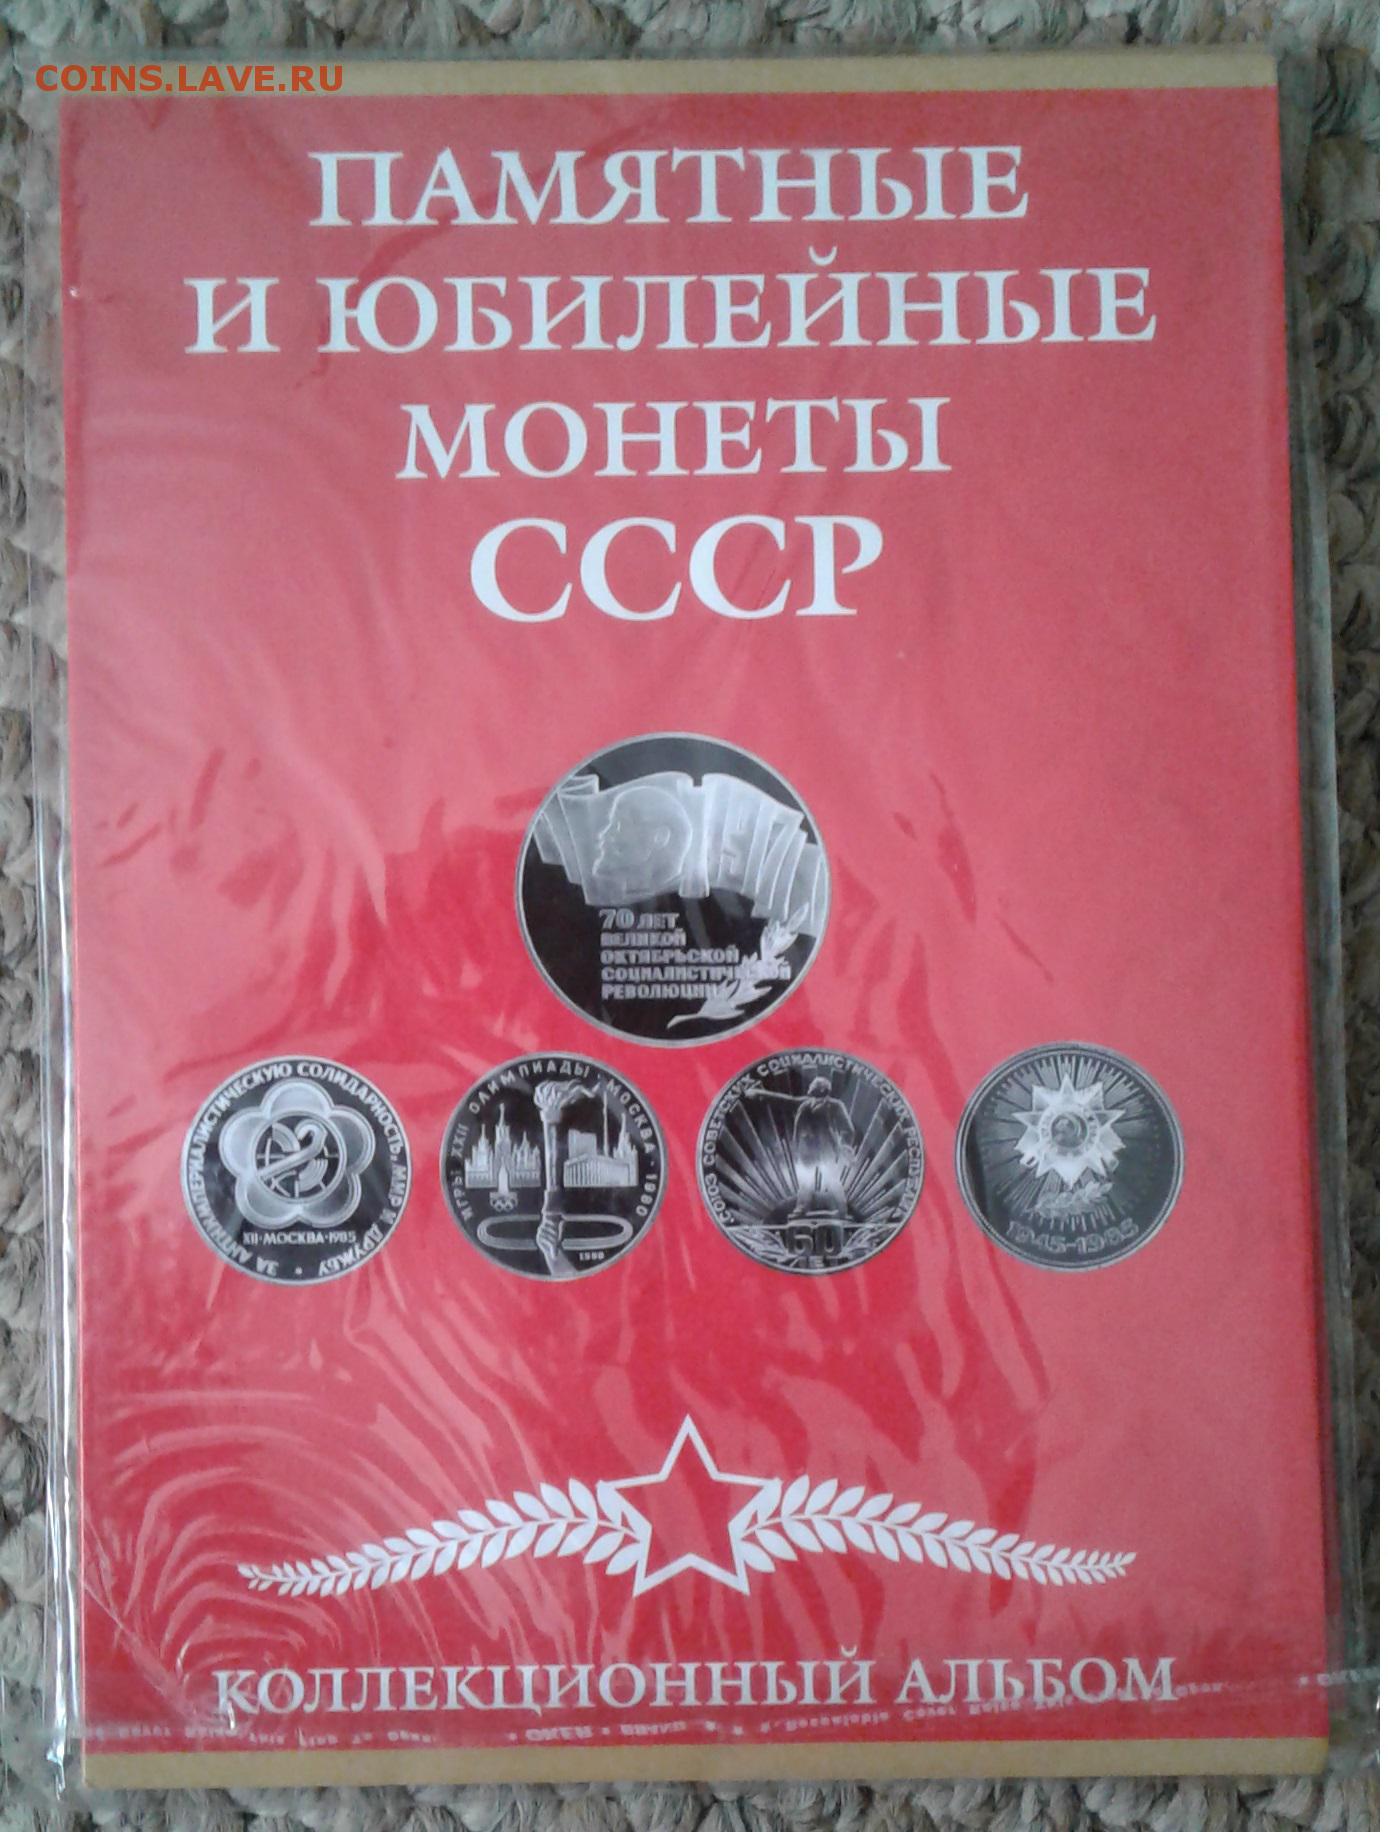 COINS.LAVE.RU
ПАМЯТНЫЕ
И ЮБИЛЕЙНЫЕ
МОНЕТЫ
СССР
1917
70 ЛЕТ
ВЕЛИКОЙ
ОКТЯБРЬСКОЙ
СОЦИАЛИСТИЧЕСКОЙ
РЕВОЛЮЦИИ
ЗА АНТИИМПЕРИАЛИСТИЧЕСКУЮ СОЛИДАРНОСТЬ, МИР И ДРУЖБУ
XII·МОСКВА·1985
ИГРЫ XXII ОЛИМПИАДЫ · МОСКВА · 1980
1980
СОЮЗ СОВЕТСКИХ СОЦИАЛИСТИЧЕСКИХ РЕСПУБЛИК
60
1945-1985
КОЛЛЕКЦИОННЫЙ АЛЬБОМ